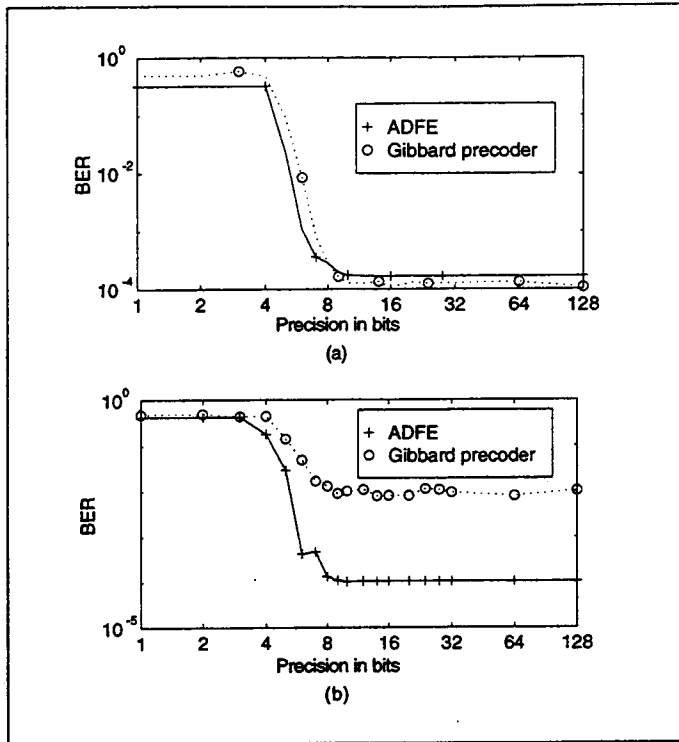 10^0
ADFE
Gibbard precoder
10^-2
BER
10^-4
1 2 4 8 16 32 64 128
Precision in bits
(a)
10^0
ADFE
Gibbard precoder
BER
10^-5
1 2 4 8 16 32 64 128
Precision in bits
(b)